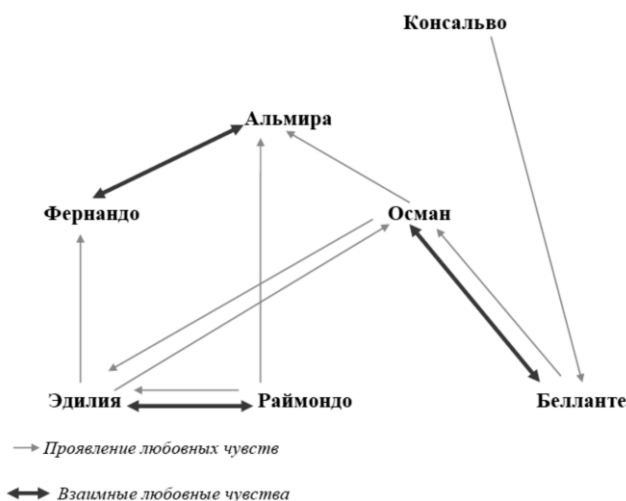 Консальво
Альмира
Фернандо
Осман
Эдилия
Раймондо
Белланте
Проявление любовных чувств
Взаимные любовные чувства